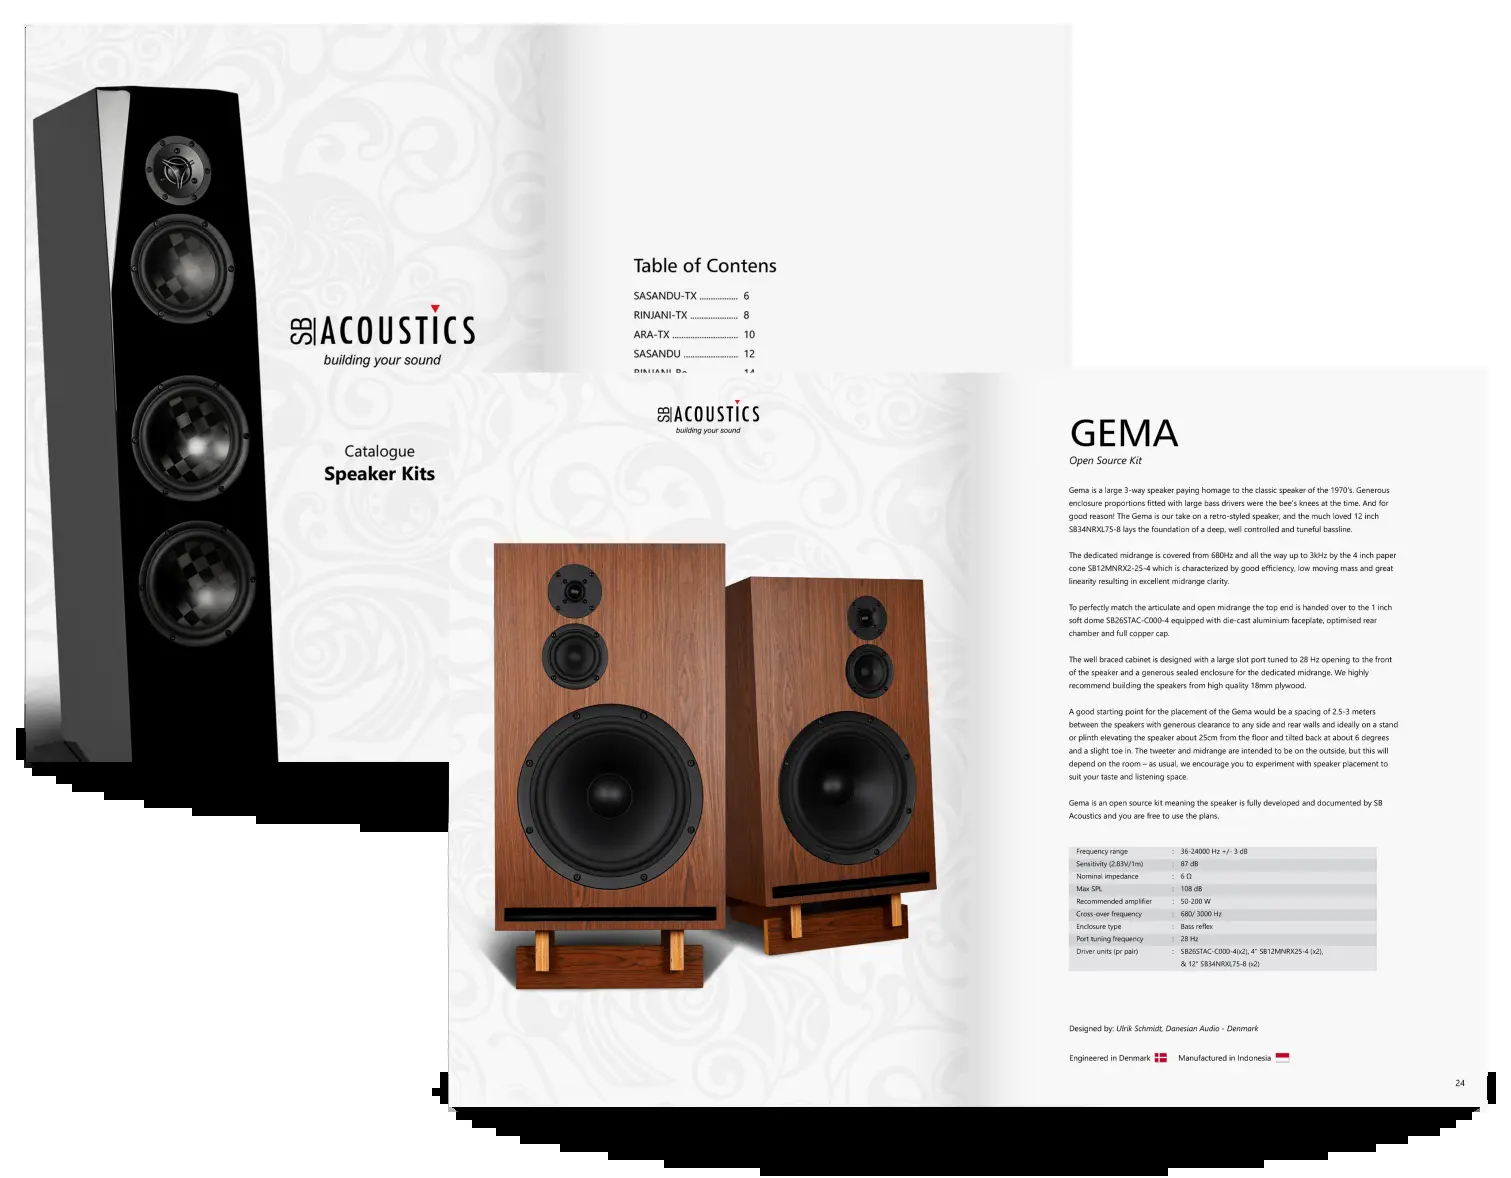 SB ACOUSTICS
building your sound
Catalogue
Speaker Kits
Table of Contens
SASANDU-TX ................. 6
RINJANI-TX ..................... 8
ARA-TX ............................. 10
SASANDU ........................ 12
RINJANI-Be 14
SB ACOUSTICS
building your sound
GEMA
Open Source Kit
Gema is a large 3-way speaker paying homage to the classic speaker of the 1970's. Generous
enclosure proportions fitted with large bass drivers were the bee's knees at the time. And for
good reason! The Gema is our take on a retro-styled speaker, and the much loved 12 inch
SB34NRXL75-8 lays the foundation of a deep, well controlled and tuneful bassline.
The dedicated midrange is covered from 680Hz and all the way up to 3kHz by the 4 inch paper
cone SB12MNRX2-25-4 which is characterized by good efficiency, low moving mass and great
linearity resulting in excellent midrange clarity.
To perfectly match the articulate and open midrange the top end is handed over to the 1 inch
soft dome SB26STAC-C000-4 equipped with die-cast aluminium faceplate, optimised rear
chamber and full copper cap.
The well braced cabinet is designed with a large slot port tuned to 28 Hz opening to the front
of the speaker and a generous sealed enclosure for the dedicated midrange. We highly
recommend building the speakers from high quality 18mm plywood.
A good starting point for the placement of the Gema would be a spacing of 2.5-3 meters
between the speakers with generous clearance to any side and rear walls and ideally on a stand
or plinth elevating the speaker about 25cm from the floor and tilted back at about 6 degrees
and a slight toe in. The tweeter and midrange are intended to be on the outside, but this will
depend on the room – as usual, we encourage you to experiment with speaker placement to
suit your taste and listening space.
Gema is an open source kit meaning the speaker is fully developed and documented by SB
Acoustics and you are free to use the plans.
Frequency range : 36-24000 Hz +/- 3 dB
Sensitivity (2.83V/1m) : 87 dB
Nominal impedance : 6 Ω
Max SPL : 108 dB
Recommended amplifier : 50-200 W
Cross-over frequency : 680/ 3000 Hz
Enclosure type : Bass reflex
Port tuning frequency : 28 Hz
Driver units (pr pair) : SB26STAC-C000-4(x2), 4" SB12MNRX25-4 (x2),
& 12" SB34NRXL75-8 (x2)
Designed by: Ulrik Schmidt, Danesian Audio - Denmark
Engineered in Denmark Manufactured in Indonesia
24